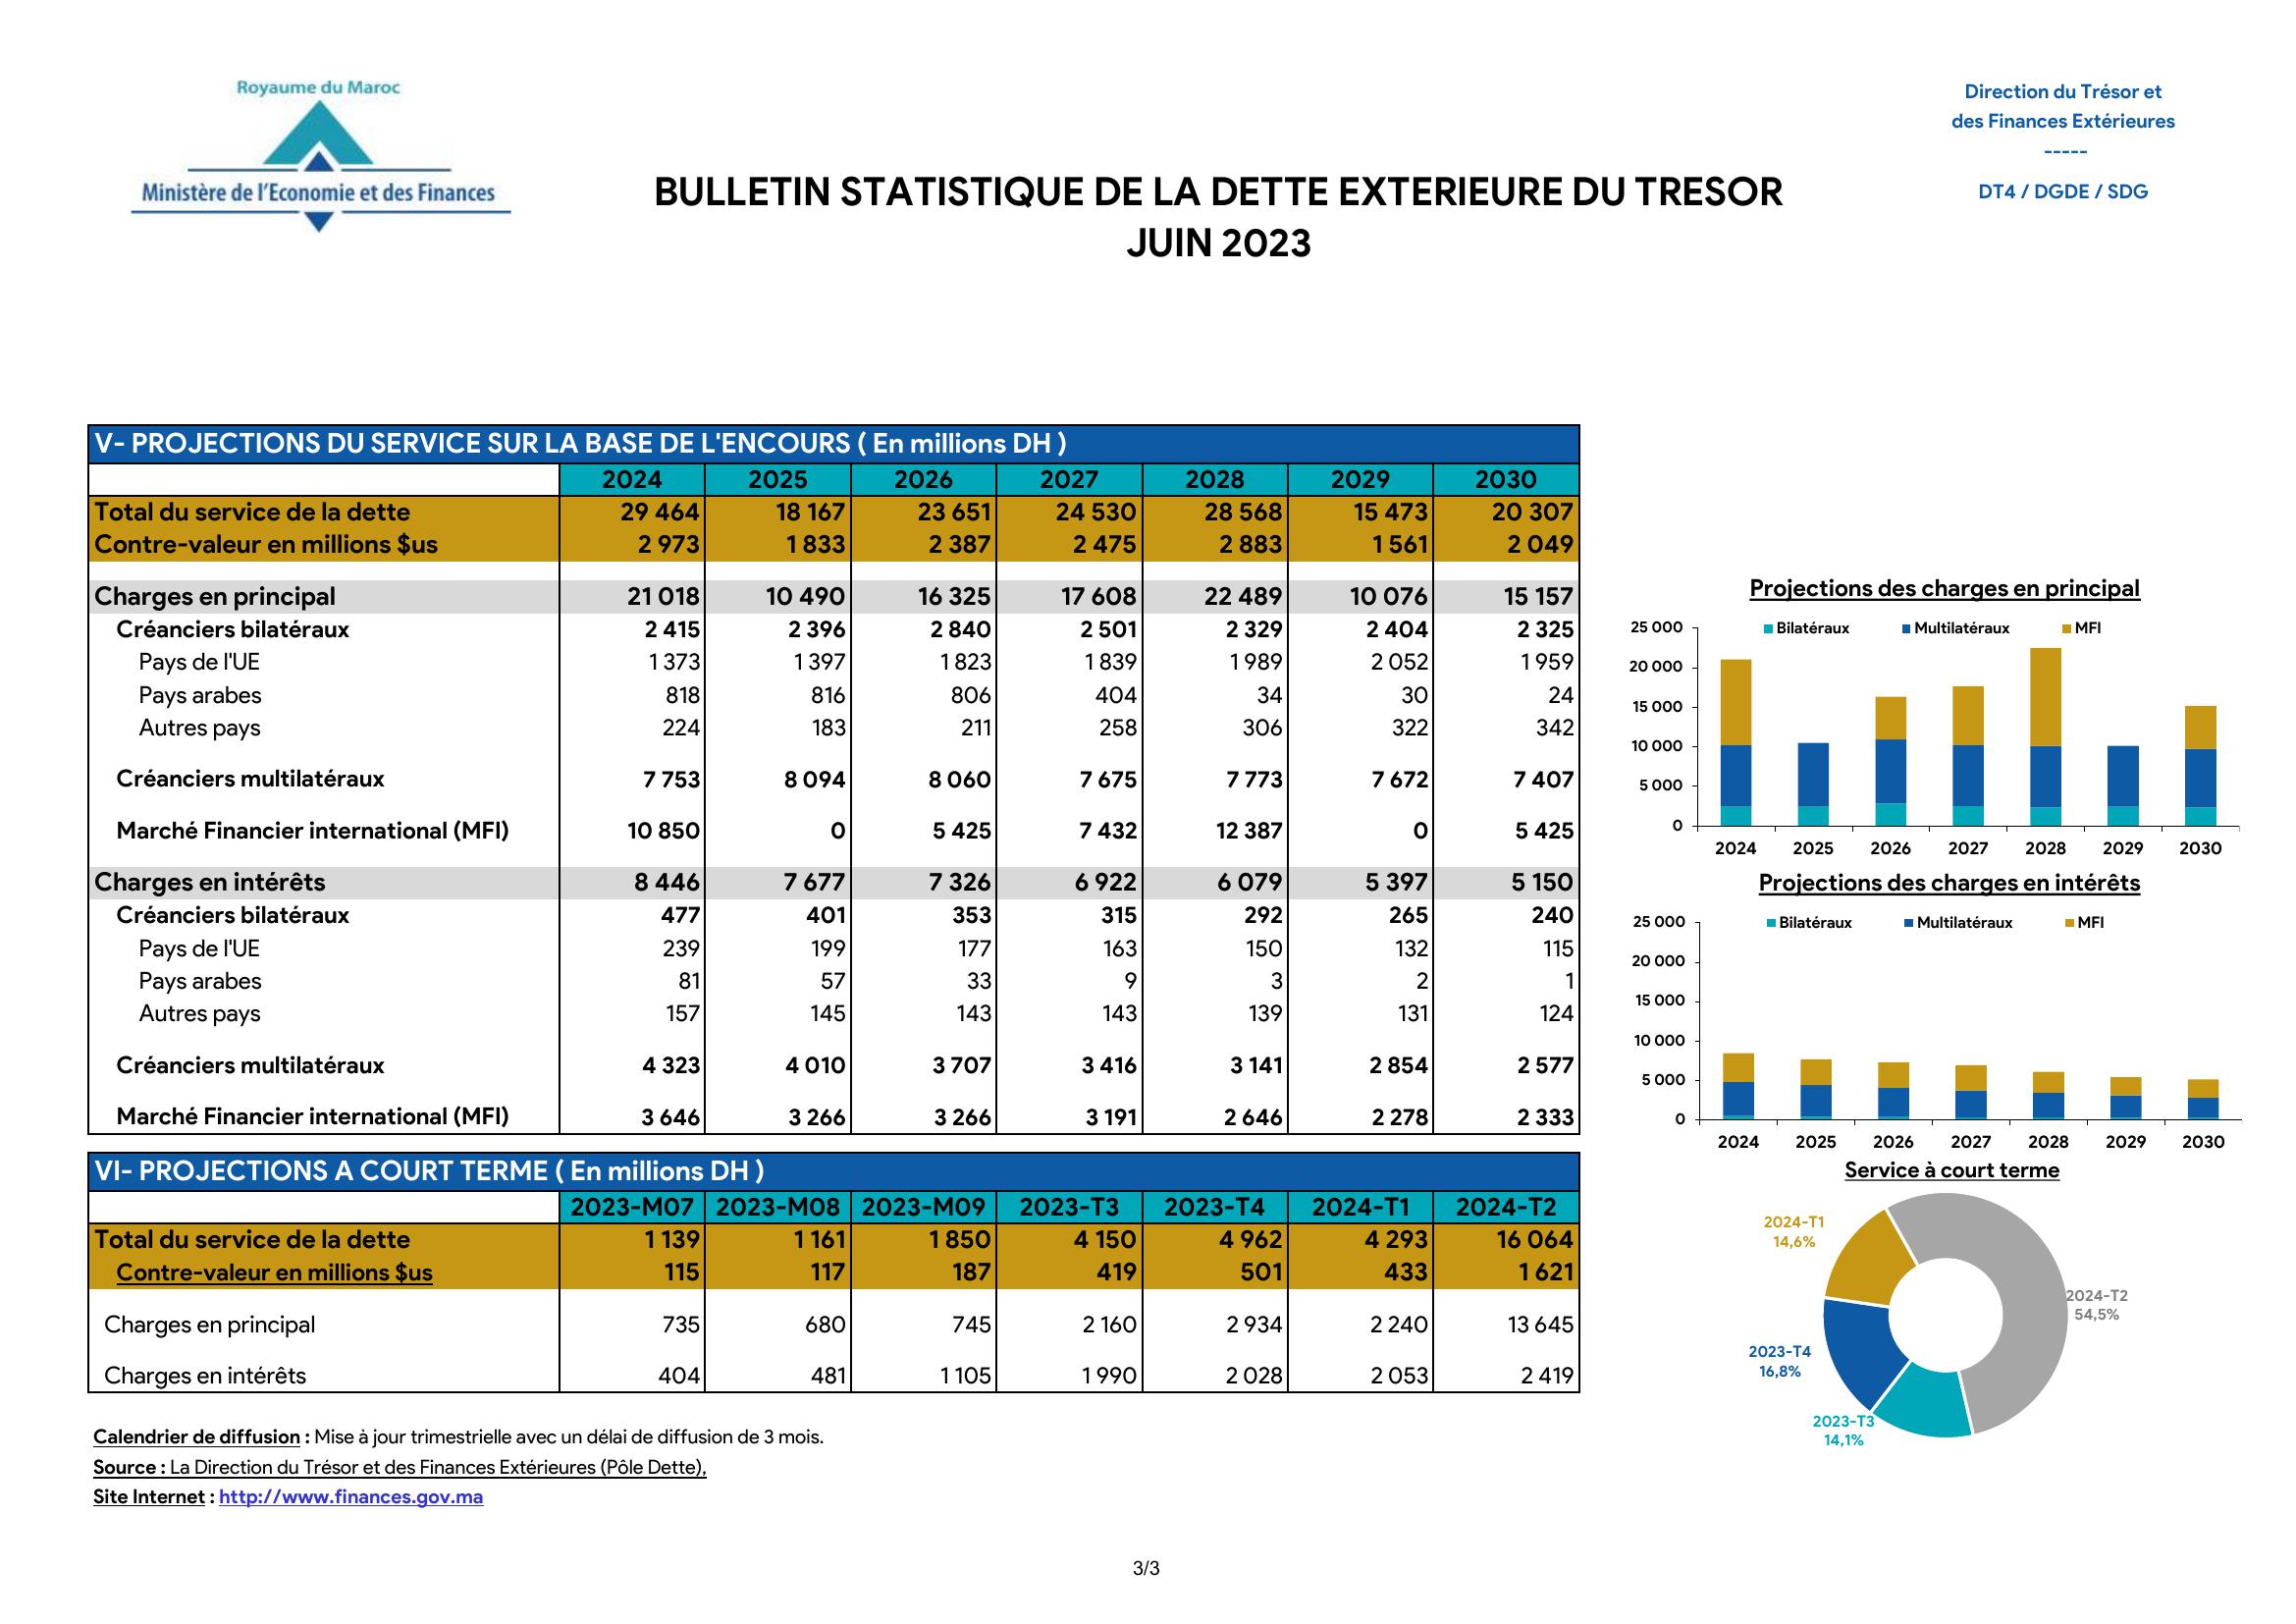 Royaume du Maroc
Ministère de l'Economie et des Finances
Direction du Trésor et
des Finances Extérieures
-----
DT4 / DGDE / SDG
BULLETIN STATISTIQUE DE LA DETTE EXTERIEURE DU TRESOR
JUIN 2023
V- PROJECTIONS DU SERVICE SUR LA BASE DE L'ENCOURS ( En millions DH )
2024 2025 2026 2027 2028 2029 2030
Total du service de la dette 29 464 18 167 23 651 24 530 28 568 15 473 20 307
Contre-valeur en millions $us 2 973 1 833 2 387 2 475 2 883 1 561 2 049
Charges en principal 21 018 10 490 16 325 17 608 22 489 10 076 15 157
Créanciers bilatéraux 2 415 2 396 2 840 2 501 2 329 2 404 2 325
Pays de l'UE 1 373 1 397 1 823 1 839 1 989 2 052 1 959
Pays arabes 818 816 806 404 34 30 24
Autres pays 224 183 211 258 306 322 342
Créanciers multilatéraux 7 753 8 094 8 060 7 675 7 773 7 672 7 407
Marché Financier international (MFI) 10 850 0 5 425 7 432 12 387 0 5 425
Charges en intérêts 8 446 7 677 7 326 6 922 6 079 5 397 5 150
Créanciers bilatéraux 477 401 353 315 292 265 240
Pays de l'UE 239 199 177 163 150 132 115
Pays arabes 81 57 33 9 3 2 1
Autres pays 157 145 143 143 139 131 124
Créanciers multilatéraux 4 323 4 010 3 707 3 416 3 141 2 854 2 577
Marché Financier international (MFI) 3 646 3 266 3 266 3 191 2 646 2 278 2 333
VI- PROJECTIONS A COURT TERME ( En millions DH )
2023-M07 2023-M08 2023-M09 2023-T3 2023-T4 2024-T1 2024-T2
Total du service de la dette 1 139 1 161 1 850 4 150 4 962 4 293 16 064
Contre-valeur en millions $us 115 117 187 419 501 433 1 621
Charges en principal 735 680 745 2 160 2 934 2 240 13 645
Charges en intérêts 404 481 1 105 1 990 2 028 2 053 2 419
Projections des charges en principal
Bilatéraux Multilatéraux MFI
25 000
20 000
15 000
10 000
5 000
0
2024 2025 2026 2027 2028 2029 2030
Projections des charges en intérêts
Bilatéraux Multilatéraux MFI
25 000
20 000
15 000
10 000
5 000
0
2024 2025 2026 2027 2028 2029 2030
Service à court terme
2024-T1
14,6%
2024-T2
54,5%
2023-T4
16,8%
2023-T3
14,1%
Calendrier de diffusion : Mise à jour trimestrielle avec un délai de diffusion de 3 mois.
Source : La Direction du Trésor et des Finances Extérieures (Pôle Dette),
Site Internet : http://www.finances.gov.ma
3/3